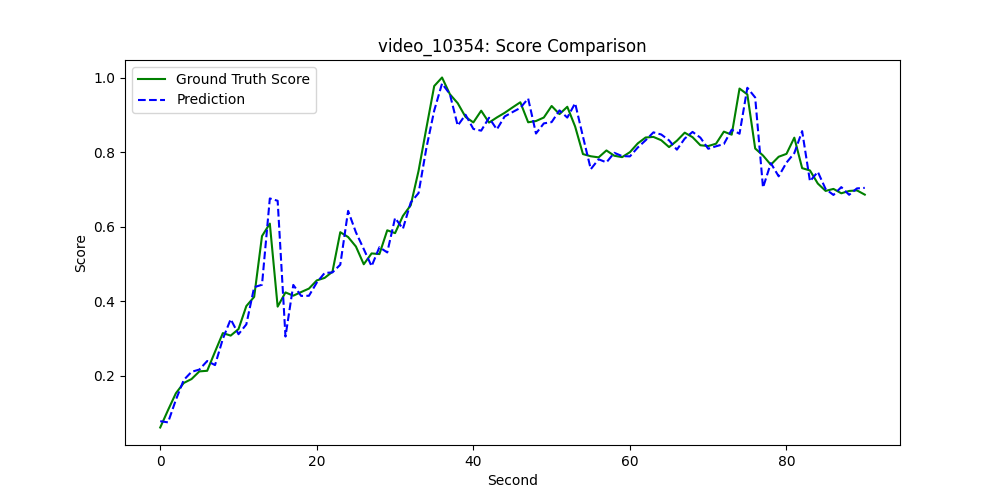 video_10354: Score Comparison
Ground Truth Score
Prediction
Score
1.0
0.8
0.6
0.4
0.2
0 20 40 60 80
Second